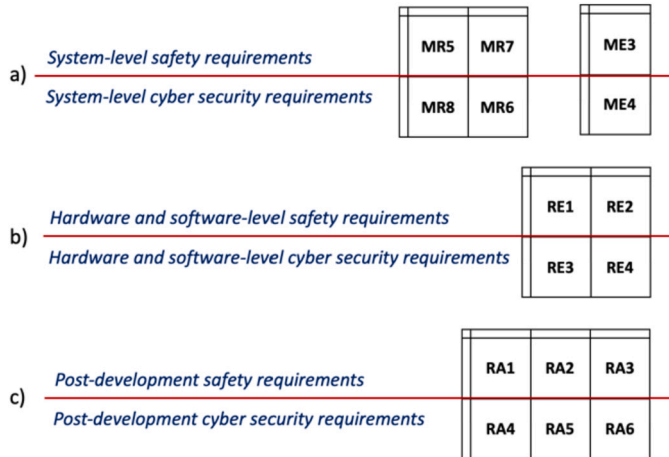 System-level safety requirements
MR5 MR7 ME3
a)
System-level cyber security requirements
MR8 MR6 ME4
Hardware and software-level safety requirements
RE1 RE2
b)
Hardware and software-level cyber security requirements
RE3 RE4
Post-development safety requirements
RA1 RA2 RA3
c)
Post-development cyber security requirements
RA4 RA5 RA6